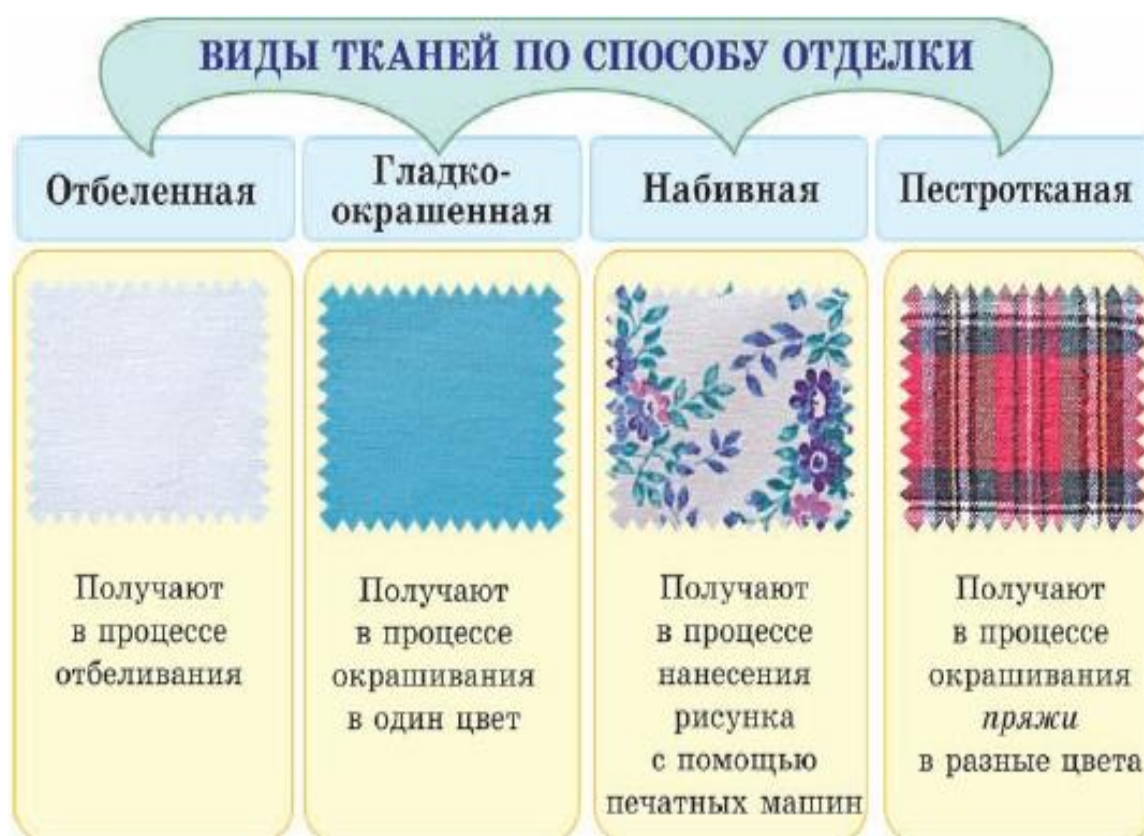 ВИДЫ ТКАНЕЙ ПО СПОСОБУ ОТДЕЛКИ
Отбеленная
Гладко-
окрашенная
Набивная
Пестротканая
Получают
в процессе
отбеливания
Получают
в процессе
окрашивания
в один цвет
Получают
в процессе
нанесения
рисунка
с помощью
печатных машин
Получают
в процессе
окрашивания
пряжи
в разные цвета